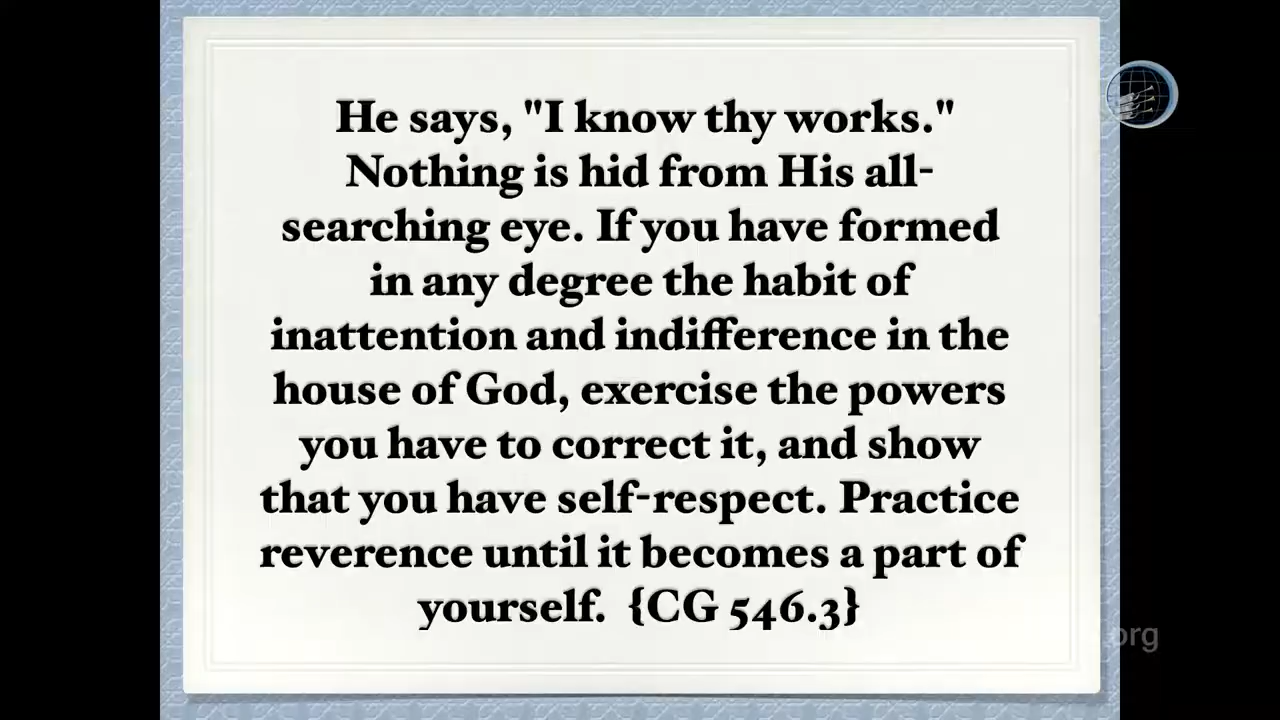 He says, "I know thy works."
Nothing is hid from His all-
searching eye. If you have formed
in any degree the habit of
inattention and indifference in the
house of God, exercise the powers
you have to correct it, and show
that you have self-respect. Practice
reverence until it becomes a part of
yourself. {CG 546.3}
org